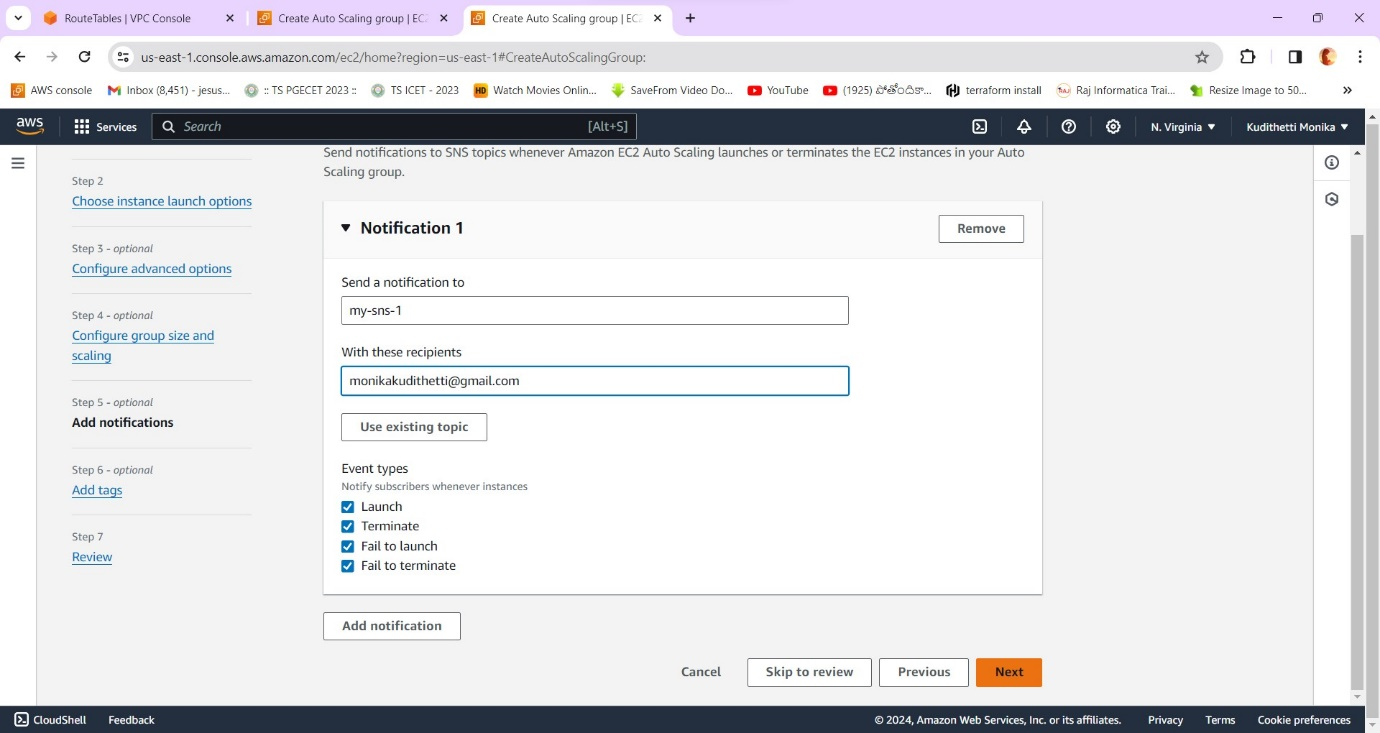 RouteTables | VPC Console
Create Auto Scaling group | EC
Create Auto Scaling group | EC
us-east-1.console.aws.amazon.com/ec2/home?region=us-east-1#CreateAutoScalingGroup:
AWS console
Inbox (8,451) - jesus...
:: TS PGECET 2023 ::
TS ICET - 2023
HD
Watch Movies Onlin...
SaveFrom Video Do...
YouTube
terraform install
Raj Informatica Trai...
Resize Image to 50...
»
aws
Services
Search
[Alt+S]
N. Virginia
Kudithetti Monika
Send notifications to SNS topics whenever Amazon EC2 Auto Scaling launches or terminates the EC2 instances in your Auto
Scaling group.
Step 2
Choose instance launch options
Step 3 - optional
Configure advanced options
Step 4 - optional
Configure group size and
scaling
Step 5 - optional
Add notifications
Step 6 - optional
Add tags
Step 7
Review
Notification 1
Remove
Send a notification to
my-sns-1
With these recipients
monikakudithetti@gmail.com
Use existing topic
Event types
Notify subscribers whenever instances
Launch
Terminate
Fail to launch
Fail to terminate
Add notification
Cancel
Skip to review
Previous
Next
CloudShell
Feedback
© 2024, Amazon Web Services, Inc. or its affiliates.
Privacy
Terms
Cookie preferences